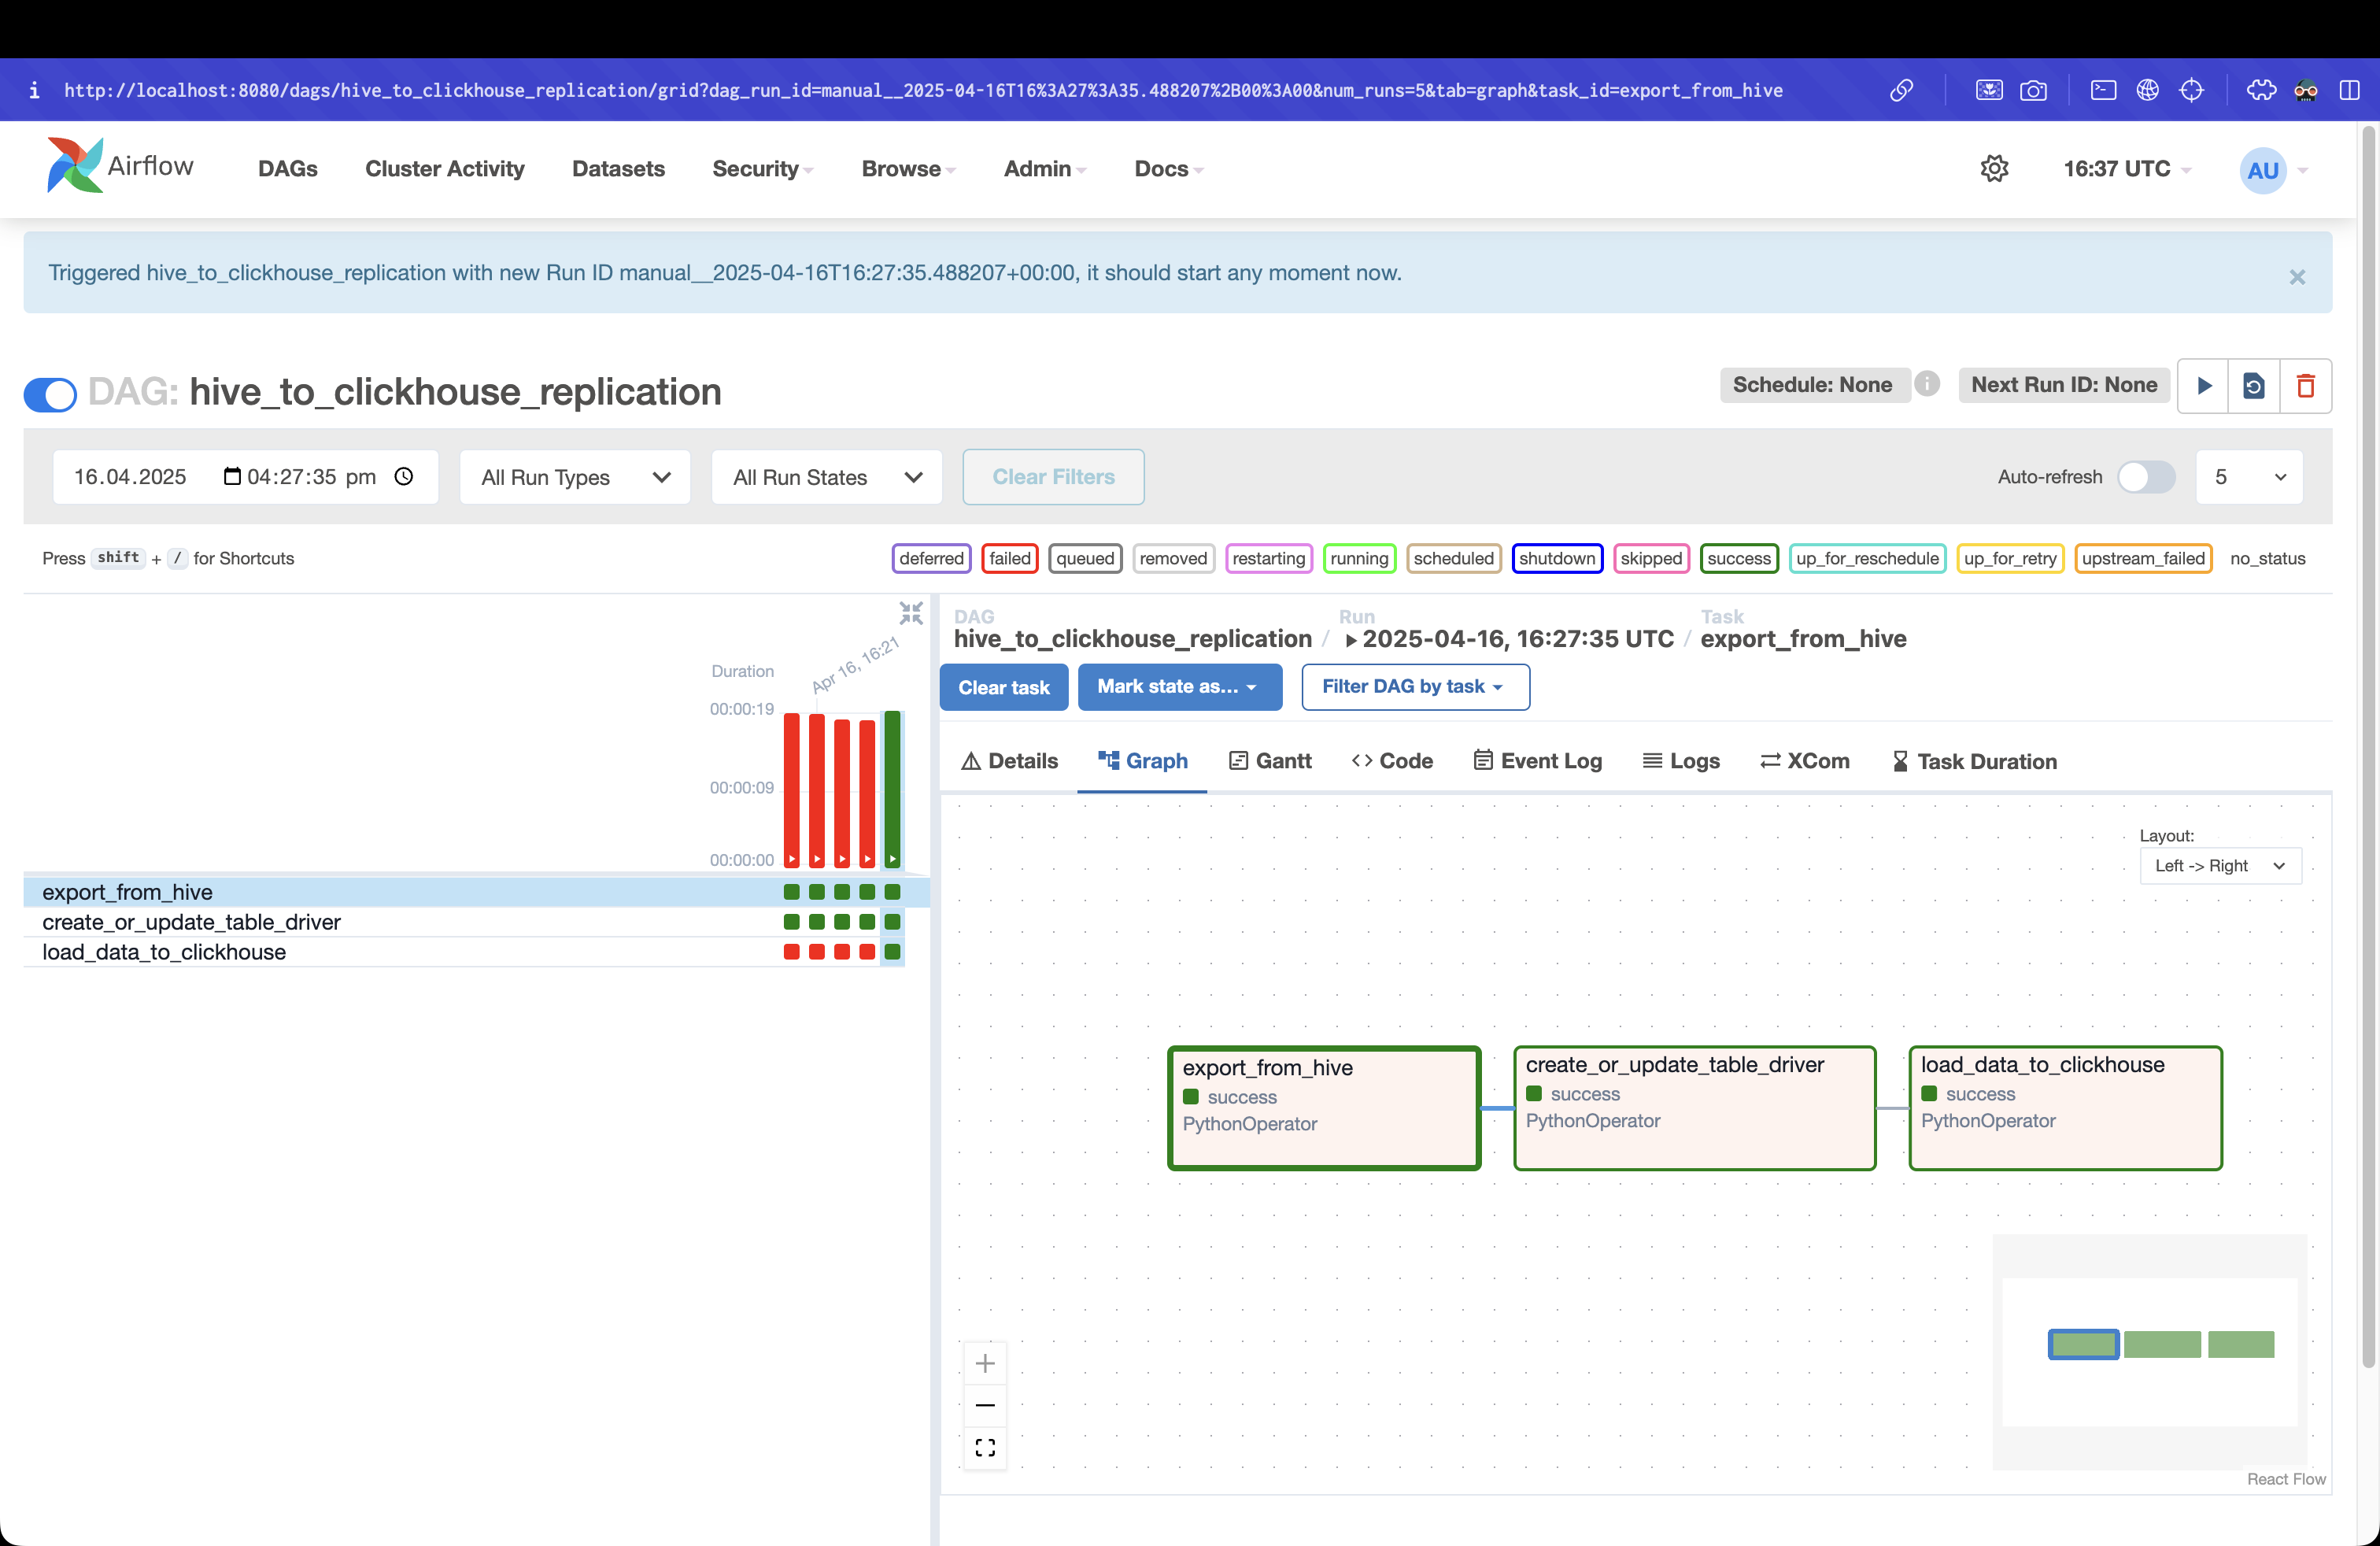 http://localhost:8080/dags/hive_to_clickhouse_replication/grid?dag_run_id=manual__2025-04-16T16%3A27%3A35.488207%2B00%3A00&num_runs=5&tab=graph&task_id=export_from_hive
Airflow DAGs Cluster Activity Datasets Security Browse Admin Docs 16:37 UTC AU
Triggered hive_to_clickhouse_replication with new Run ID manual__2025-04-16T16:27:35.488207+00:00, it should start any moment now. ×
DAG: hive_to_clickhouse_replication Schedule: None i Next Run ID: None
16.04.2025 04:27:35 pm All Run Types All Run States Clear Filters Auto-refresh 5
Press shift + / for Shortcuts deferred failed queued removed restarting running scheduled shutdown skipped success up_for_reschedule up_for_retry upstream_failed no_status
Duration
Apr 16, 16:21
00:00:19
00:00:09
00:00:00
export_from_hive
create_or_update_table_driver
load_data_to_clickhouse
DAG Run Task
hive_to_clickhouse_replication / 2025-04-16, 16:27:35 UTC / export_from_hive
Clear task Mark state as... Filter DAG by task
Details Graph Gantt Code Event Log Logs XCom Task Duration
Layout:
Left -> Right
export_from_hive
success
PythonOperator
create_or_update_table_driver
success
PythonOperator
load_data_to_clickhouse
success
PythonOperator
React Flow